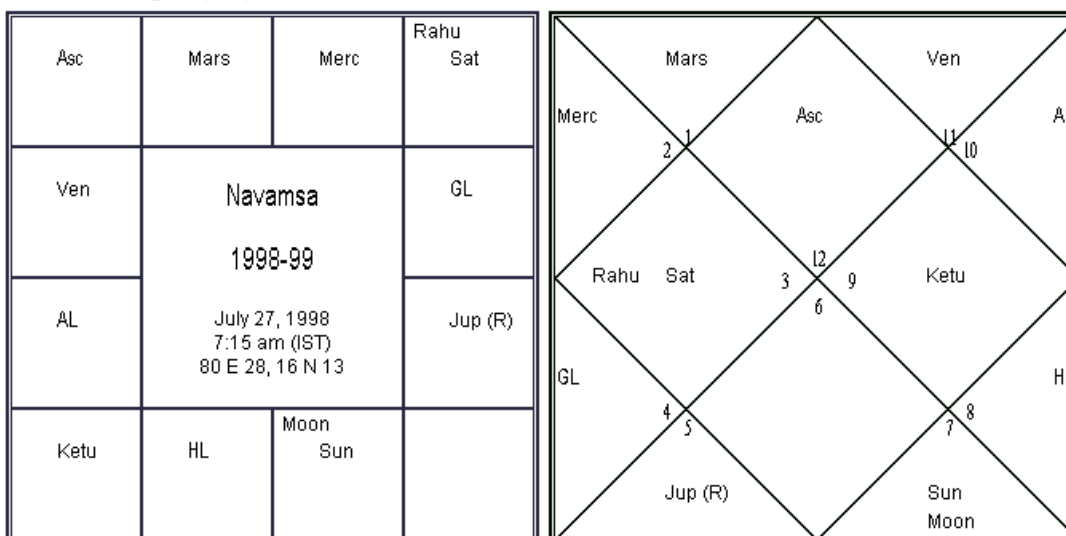 Asc
Mars
Merc
Rahu
Sat
Ven
Navamsa
1998-99
July 27, 1998
7:15 am (IST)
80 E 28, 16 N 13
GL
AL
Jup (R)
Ketu
HL
Moon
Sun
Mars
Ven
Merc
Asc
1
2
11
10
Rahu Sat
12
3
9
6
Ketu
GL
4
5
8
7
Jup (R)
Sun
Moon